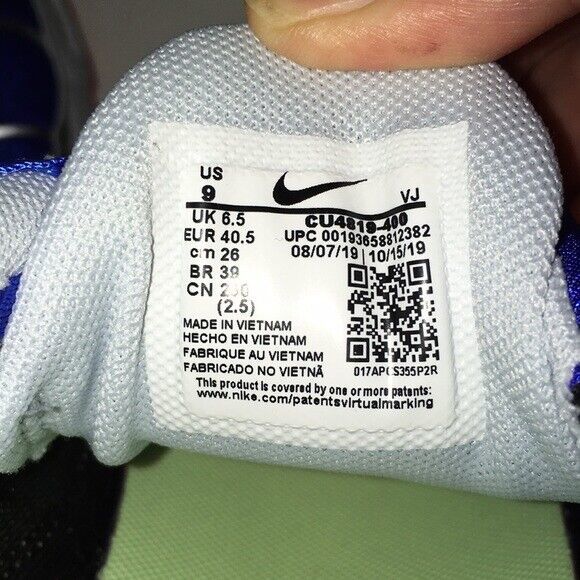 US
9 VJ
UK 6.5 CU4819-400
EUR 40.5 UPC 00193658812382
cm 26 08/07/19 10/15/19
BR 39
CN
(2.5)
MADE IN VIETNAM
HECHO EN VIETNAM
FABRIQUE AU VIETNAM
FABRICADO NO VIETNÃ 017APC S355P2R
This product is covered by one or more patents:
www.nike.com/patentsvirtualmarking